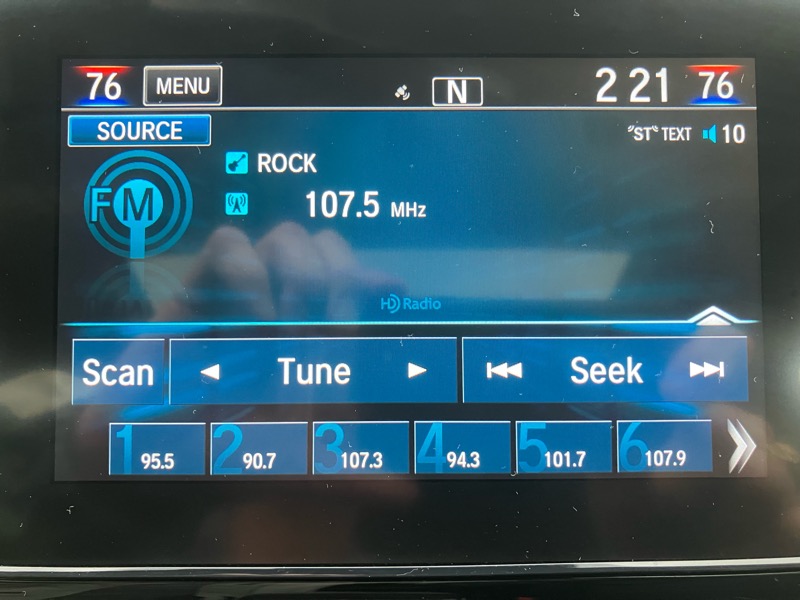 76 MENU N 2 21 76
SOURCE "ST" TEXT 10
FM ROCK
107.5 MHz
HD Radio
Scan Tune Seek
1 95.5 2 90.7 3 107.3 4 94.3 5 101.7 6 107.9